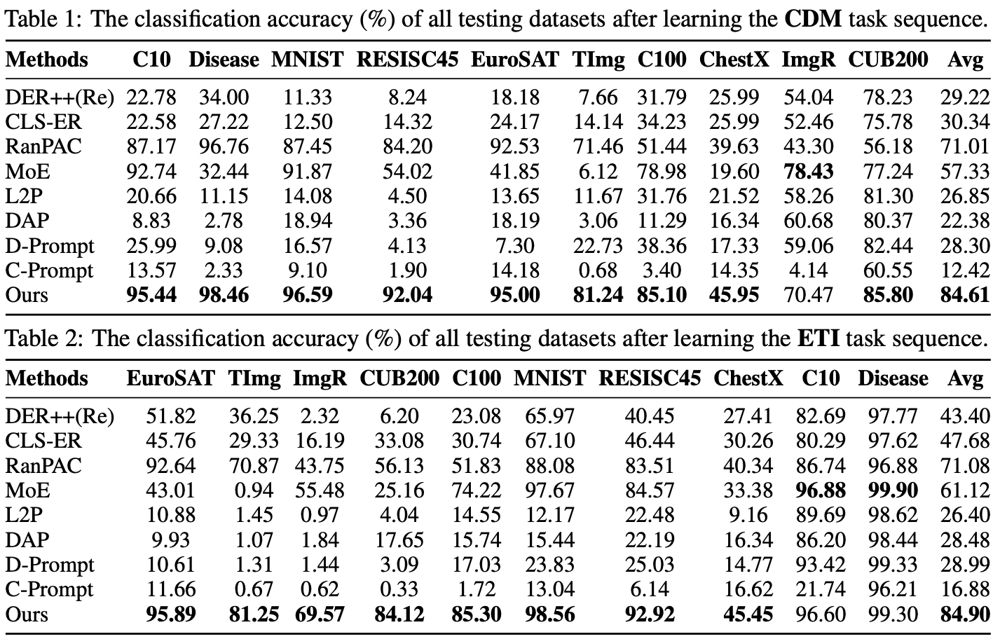 Table 1: The classification accuracy (%) of all testing datasets after learning the CDM task sequence.
Methods C10 Disease MNIST RESISC45 EuroSAT TImg C100 ChestX ImgR CUB200 Avg
DER++(Re) 22.78 34.00 11.33 8.24 18.18 7.66 31.79 25.99 54.04 78.23 29.22
CLS-ER 22.58 27.22 12.50 14.32 24.17 14.14 34.23 25.99 52.46 75.78 30.34
RanPAC 87.17 96.76 87.45 84.20 92.53 71.46 51.44 39.63 43.30 56.18 71.01
MoE 92.74 32.44 91.87 54.02 41.85 6.12 78.98 19.60 78.43 77.24 57.33
L2P 20.66 11.15 14.08 4.50 13.65 11.67 31.76 21.52 58.26 81.30 26.85
DAP 8.83 2.78 18.94 3.36 18.19 3.06 11.29 16.34 60.68 80.37 22.38
D-Prompt 25.99 9.08 16.57 4.13 7.30 22.73 38.36 17.33 59.06 82.44 28.30
C-Prompt 13.57 2.33 9.10 1.90 14.18 0.68 3.40 14.35 4.14 60.55 12.42
Ours 95.44 98.46 96.59 92.04 95.00 81.24 85.10 45.95 70.47 85.80 84.61
Table 2: The classification accuracy (%) of all testing datasets after learning the ETI task sequence.
Methods EuroSAT TImg ImgR CUB200 C100 MNIST RESISC45 ChestX C10 Disease Avg
DER++(Re) 51.82 36.25 2.32 6.20 23.08 65.97 40.45 27.41 82.69 97.77 43.40
CLS-ER 45.76 29.33 16.19 33.08 30.74 67.10 46.44 30.26 80.29 97.62 47.68
RanPAC 92.64 70.87 43.75 56.13 51.83 88.08 83.51 40.34 86.74 96.88 71.08
MoE 43.01 0.94 55.48 25.16 74.22 97.67 84.57 33.38 96.88 99.90 61.12
L2P 10.88 1.45 0.97 4.04 14.55 12.17 22.48 9.16 89.69 98.62 26.40
DAP 9.93 1.07 1.84 17.65 15.74 15.44 22.19 16.34 86.20 98.44 28.48
D-Prompt 10.61 1.31 1.44 3.09 17.03 23.83 25.03 14.77 93.42 99.33 28.99
C-Prompt 11.66 0.67 0.62 0.33 1.72 13.04 6.14 16.62 21.74 96.21 16.88
Ours 95.89 81.25 69.57 84.12 85.30 98.56 92.92 45.45 96.60 99.30 84.90